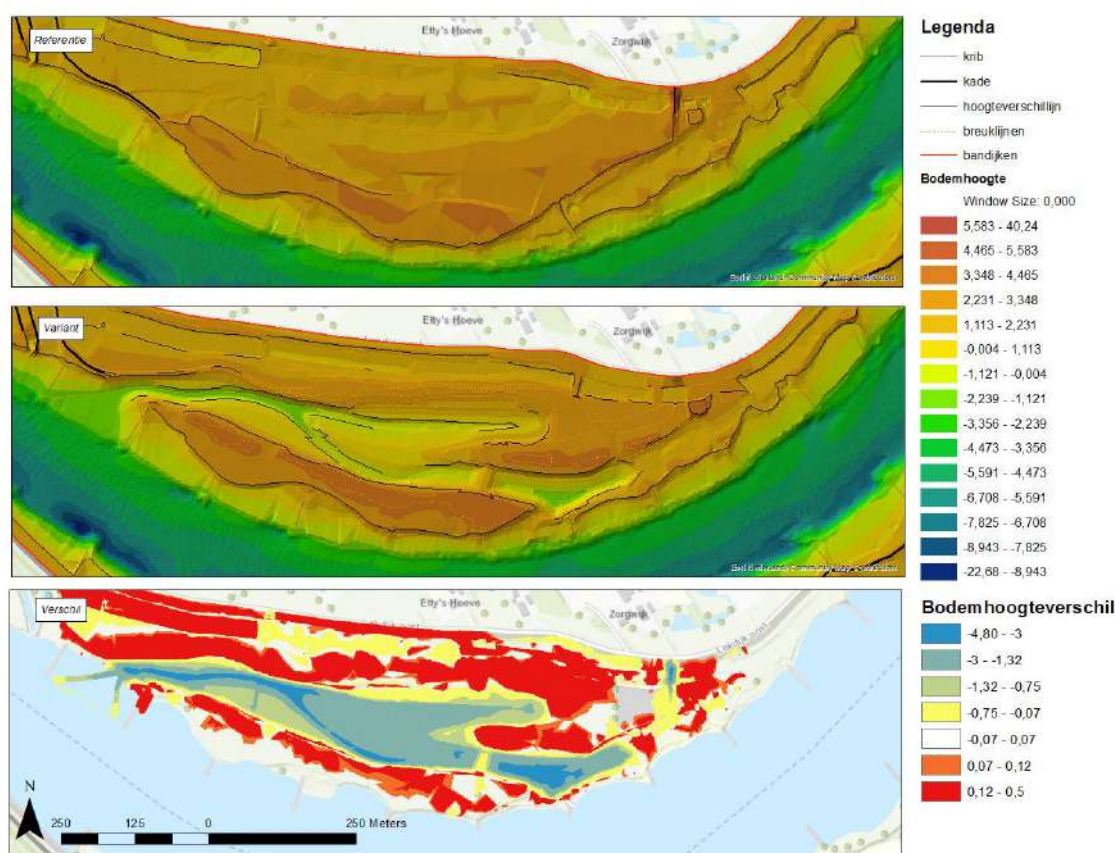 Referentie
Etty's Hoeve
Zorgwijk
Variant
Etty's Hoeve
Zorgwijk
Verschil
Etty's Hoeve
Zorgwijk
N
250 125 0 250 Meters
Legenda
krib
kade
hoogteverschillijn
breuklijnen
bandijken
Bodemhoogte
Window Size: 0,000
5,583 - 40,24
4,465 - 5,583
3,348 - 4,465
2,231 - 3,348
1,113 - 2,231
-0,004 - 1,113
-1,121 - -0,004
-2,239 - -1,121
-3,356 - -2,239
-4,473 - -3,356
-5,591 - -4,473
-6,708 - -5,591
-7,825 - -6,708
-8,943 - -7,825
-22,68 - -8,943
Bodemhoogteverschil
-4,80 - -3
-3 - -1,32
-1,32 - -0,75
-0,75 - -0,07
-0,07 - 0,07
0,07 - 0,12
0,12 - 0,5